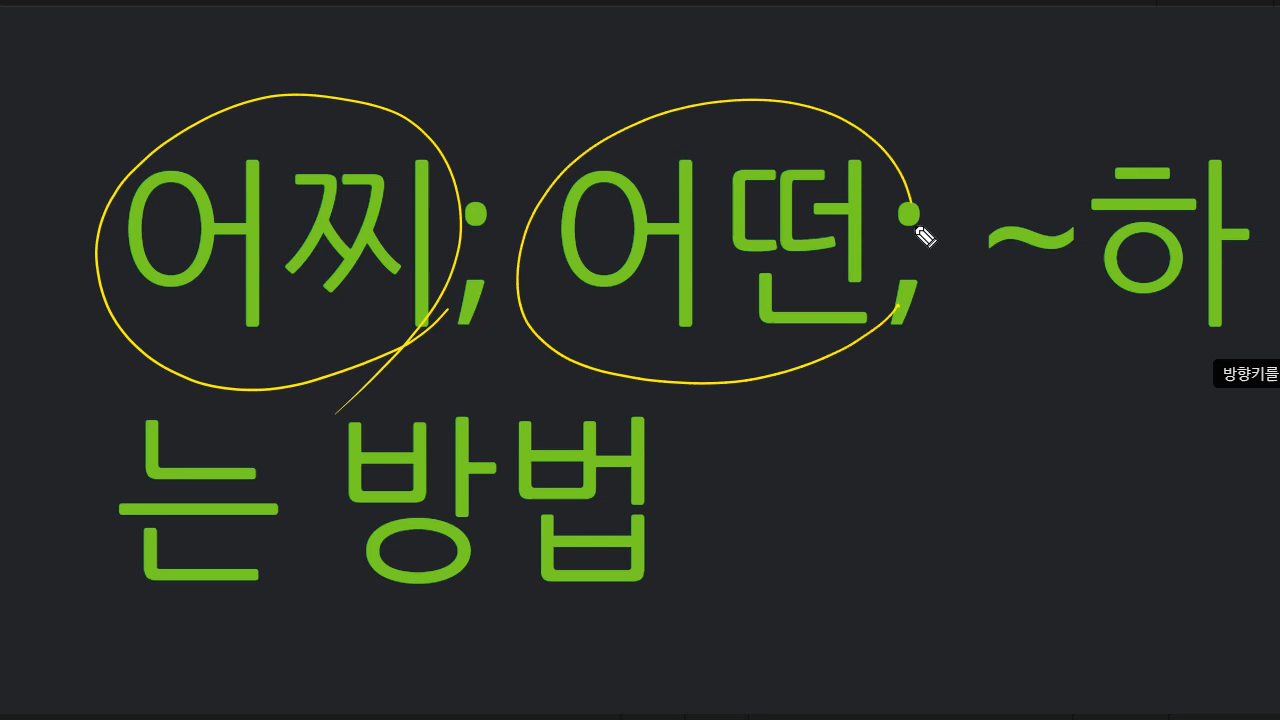 어찌; 어떤; ~하
는 방법
방향키를